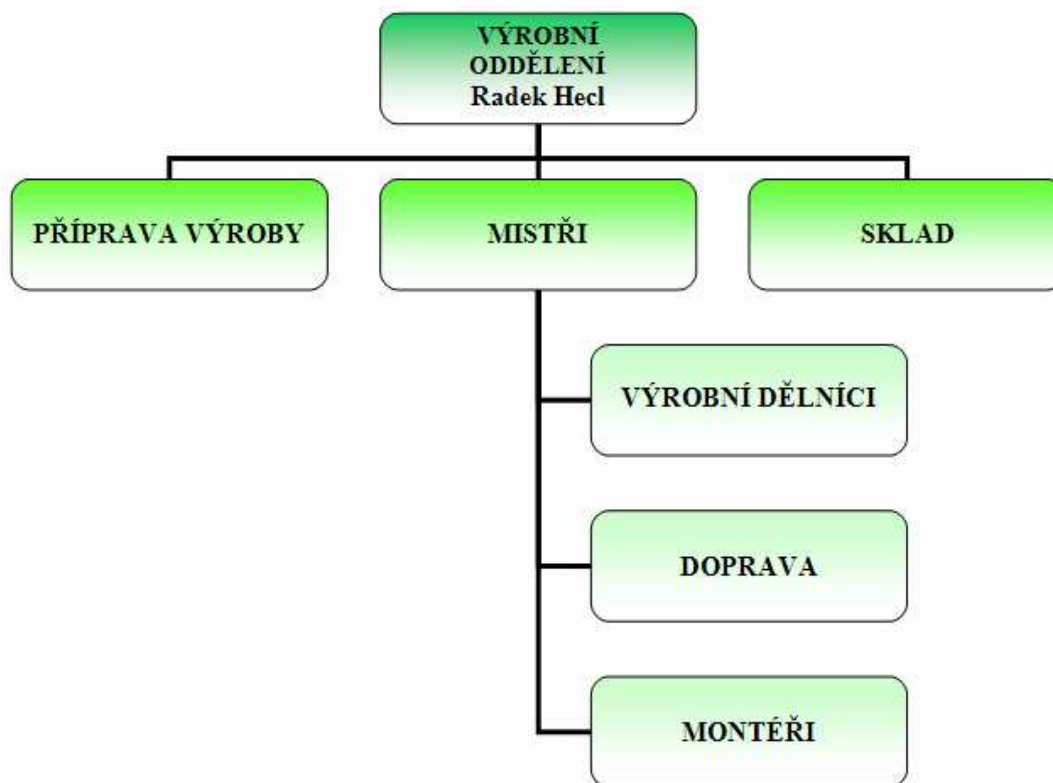 VÝROBNÍ
ODDĚLENÍ
Radek Hecl
PŘÍPRAVA VÝROBY
MISTŘI
SKLAD
VÝROBNÍ DĚLNÍCI
DOPRAVA
MONTÉŘI